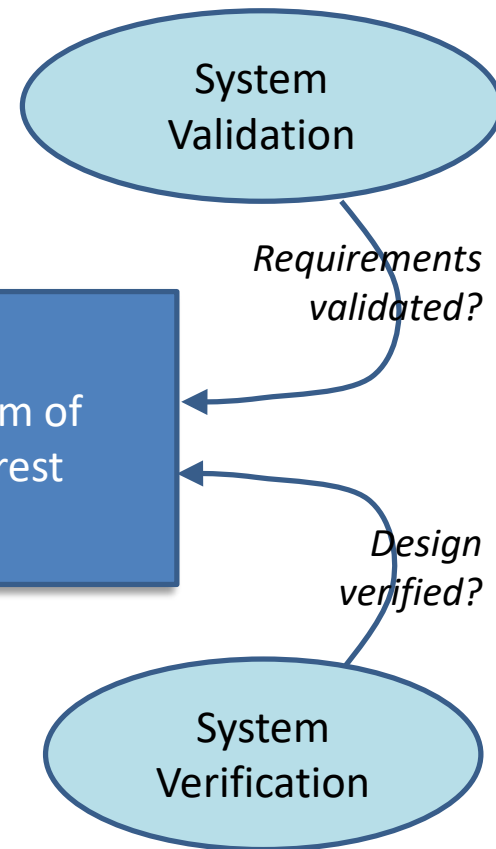 System
Validation
Requirements
validated?
m of
rest
Design
verified?
System
Verification